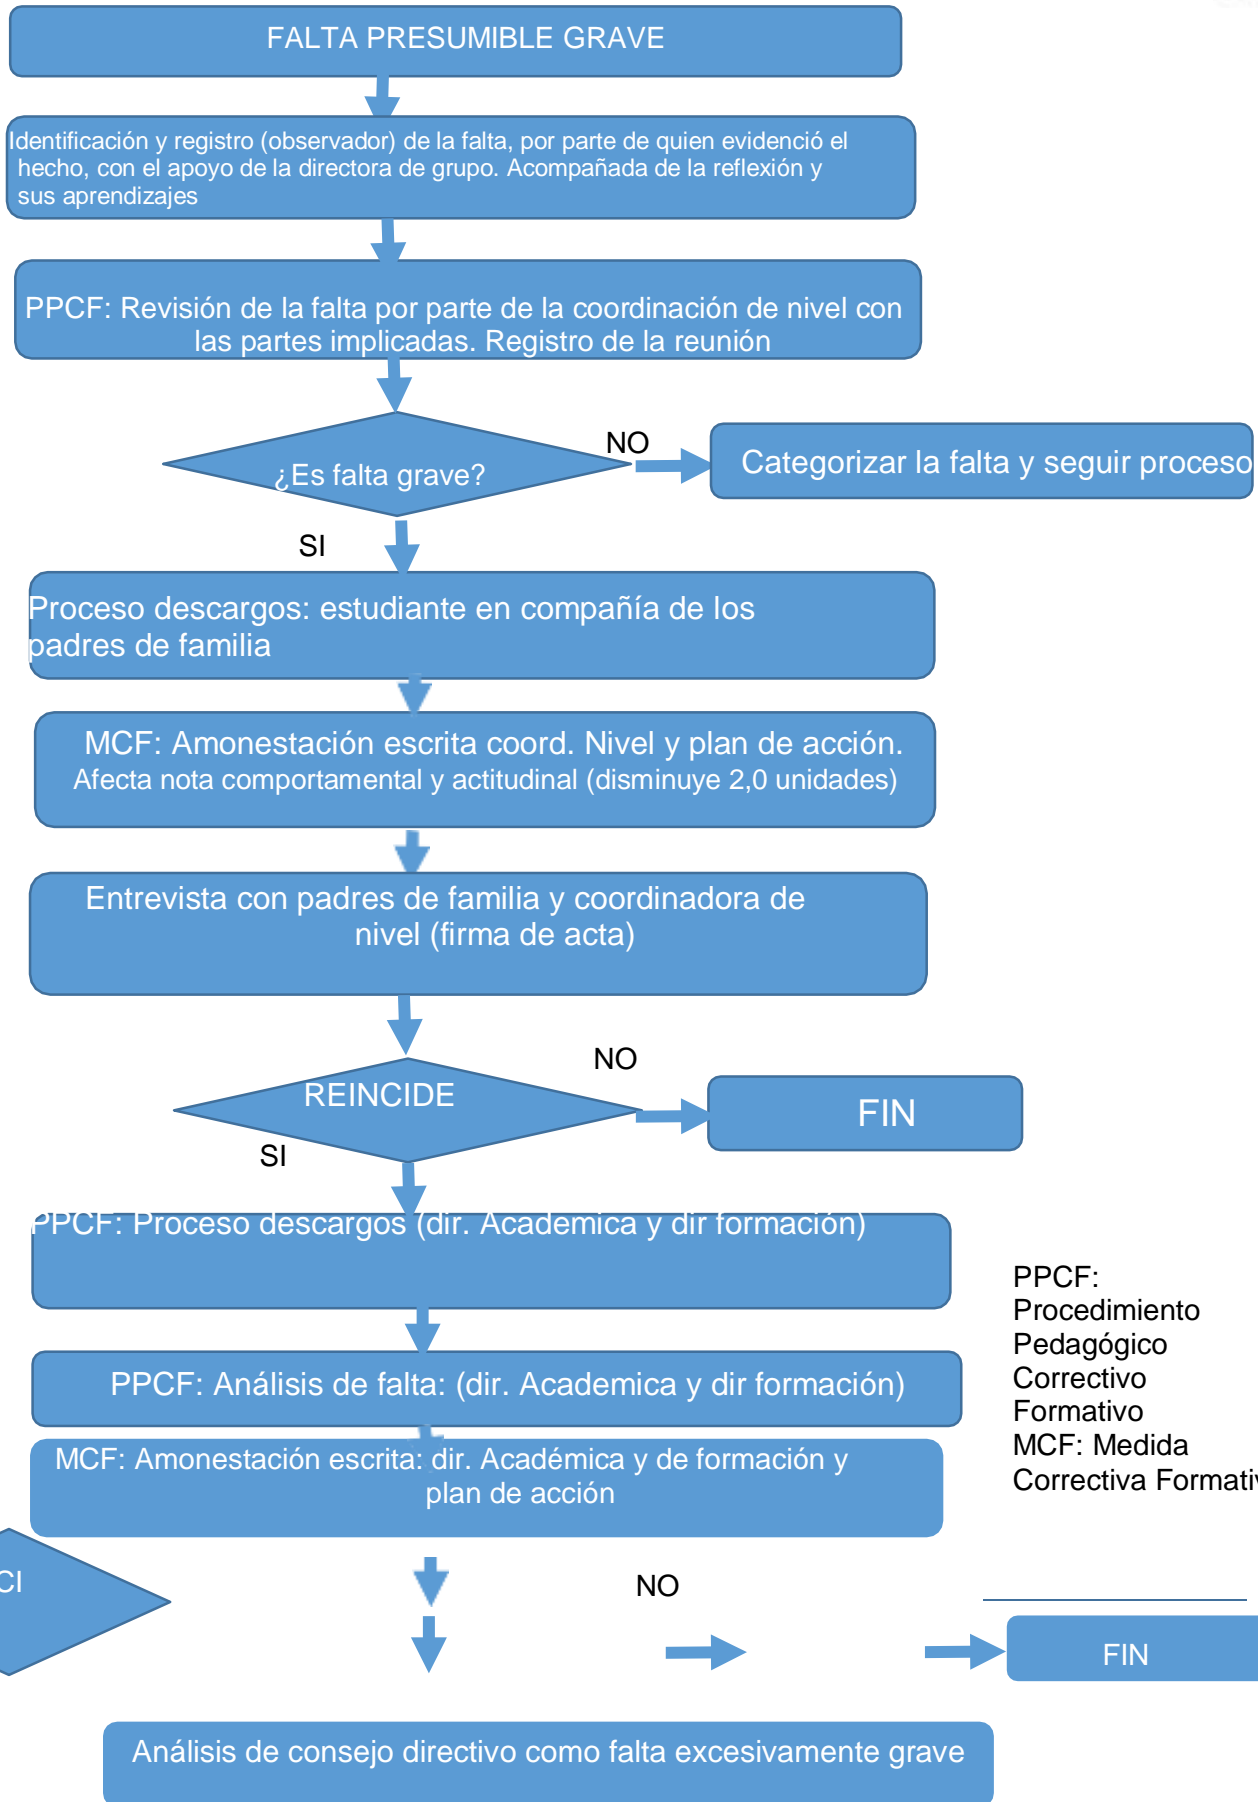 FALTA PRESUMIBLE GRAVE
Identificación y registro (observador) de la falta, por parte de quien evidenció el
hecho, con el apoyo de la directora de grupo. Acompañada de la reflexión y
sus aprendizajes
PPCF: Revisión de la falta por parte de la coordinación de nivel con
las partes implicadas. Registro de la reunión
¿Es falta grave?
NO
Categorizar la falta y seguir proceso
SI
Proceso descargos: estudiante en compañía de los
padres de familia
MCF: Amonestación escrita coord. Nivel y plan de acción.
Afecta nota comportamental y actitudinal (disminuye 2,0 unidades)
Entrevista con padres de familia y coordinadora de
nivel (firma de acta)
REINCIDE
NO
FIN
SI
PPCF: Proceso descargos (dir. Academica y dir formación)
PPCF: Análisis de falta: (dir. Academica y dir formación)
MCF: Amonestación escrita: dir. Académica y de formación y
plan de acción
PPCF:
Procedimiento
Pedagógico
Correctivo
Formativo
MCF: Medida
Correctiva
CI
NO
FIN
Análisis de consejo directivo como falta excesivamente grave